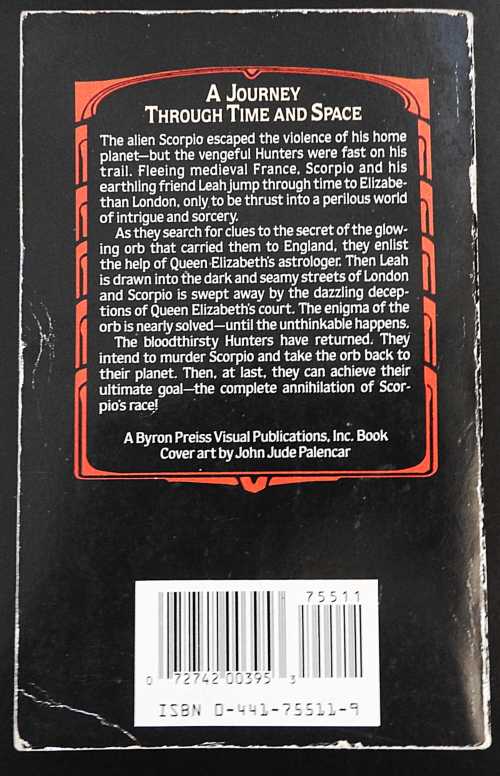 A JOURNEY
THROUGH TIME AND SPACE
The alien Scorpio escaped the violence of his home
planet—but the vengeful Hunters were fast on his
trail. Fleeing medieval France, Scorpio and his
earthling friend Leah jump through time to Elizabe-
than London, only to be thrust into a perilous world
of intrigue and sorcery.
As they search for clues to the secret of the glow-
ing orb that carried them to England, they enlist
the help of Queen Elizabeth's astrologer. Then Leah
is drawn into the dark and seamy streets of London
and Scorpio is swept away by the dazzling decep-
tions of Queen Elizabeth's court. The enigma of the
orb is nearly solved—until the unthinkable happens.
The bloodthirsty Hunters have returned. They
intend to murder Scorpio and take the orb back to
their planet. Then, at last, they can achieve their
ultimate goal—the complete annihilation of Scor-
pio's race!
A Byron Preiss Visual Publications, Inc. Book
Cover art by John Jude Palencar
75511
0 72742 00395 3
ISBN 0-441-75511-9